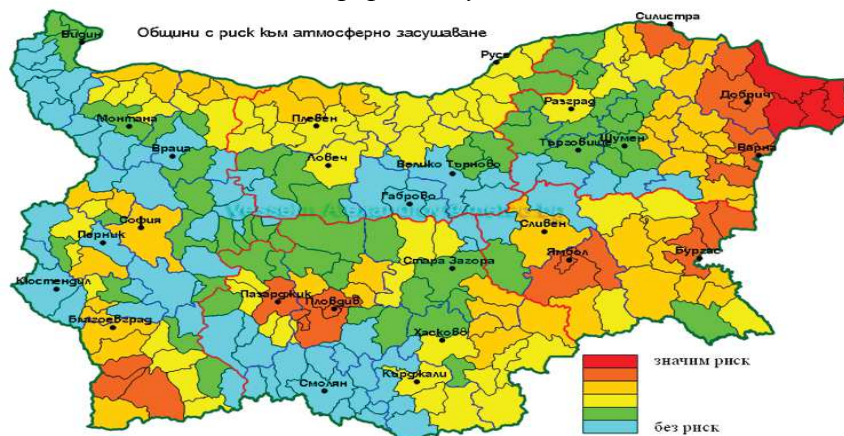 Общини с риск към атмосферно засушаване
Силистра
Видин
Русе
Добрич
Разград
Монтана
Плевен
Шумен
Търговище
Враца
Варна
Ловеч
Велико Търново
Габрово
София
Перник
Сливен
Бургас
Ямбол
Стара Загора
Кюстендил
Пазарджик
Пловдив
Благоевград
Хасково
значим риск
Кърджали
Смолян
без риск